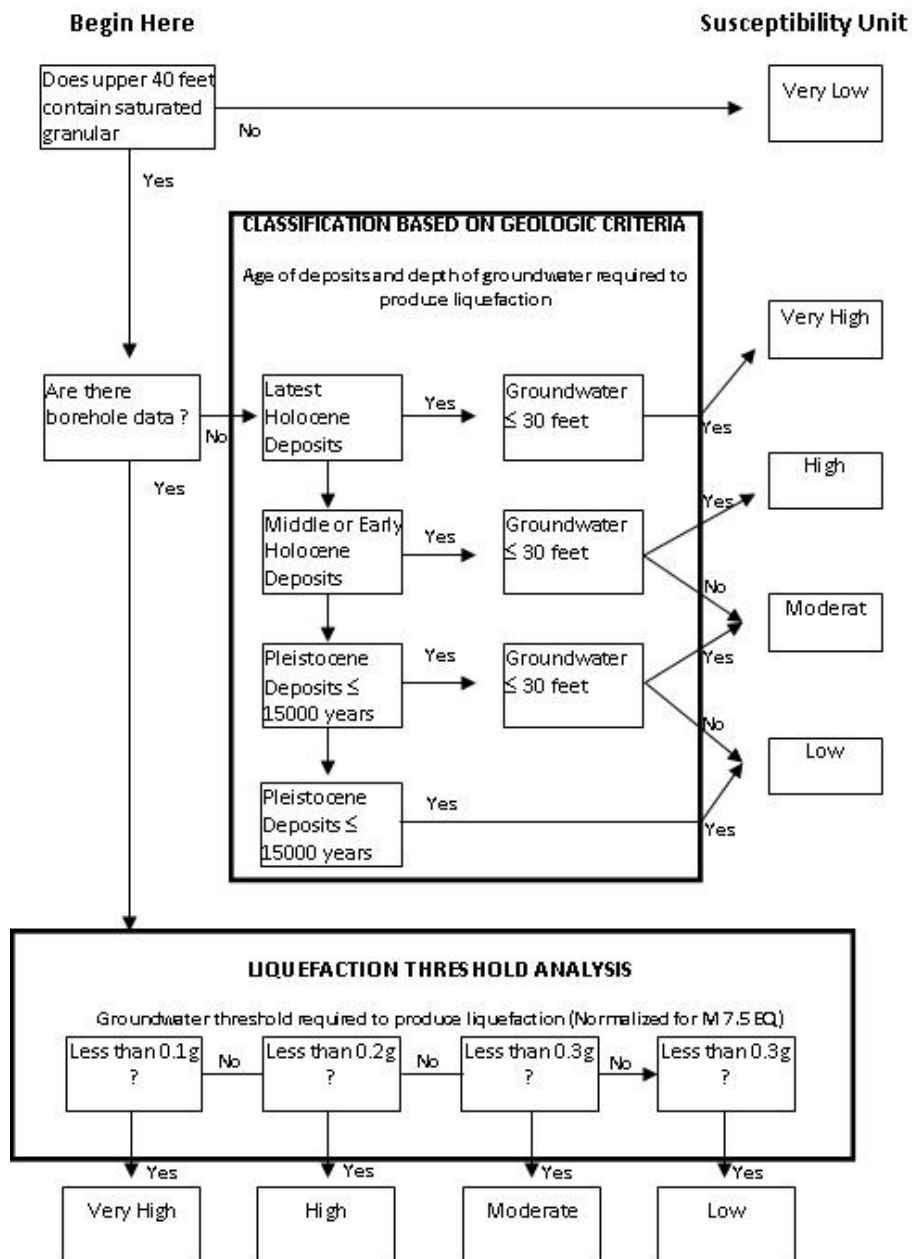 Begin Here
Susceptibility Unit
Does upper 40 feet
contain saturated
granular
No
Very Low
Yes
CLASSIFICATION BASED ON GEOLOGIC CRITERIA
Age of deposits and depth of groundwater required to
produce liquefaction
Very High
Are there
borehole data ?
No
Yes
Latest
Holocene
Deposits
Yes
Groundwater
≤ 30 feet
Yes
High
Middle or Early
Holocene
Deposits
Yes
Groundwater
≤ 30 feet
Yes
No
Moderat
Pleistocene
Deposits ≤
15000 years
Yes
Groundwater
≤ 30 feet
Yes
No
Low
Pleistocene
Deposits ≤
15000 years
Yes
Yes
LIQUEFACTION THRESHOLD ANALYSIS
Groundwater threshold required to produce liquefaction (Normalized for M 7.5 EQ)
Less than 0.1g
?
No
Less than 0.2g
?
No
Less than 0.3g
?
No
Less than 0.3g
?
Yes
Yes
Yes
Yes
Very High
High
Moderate
Low